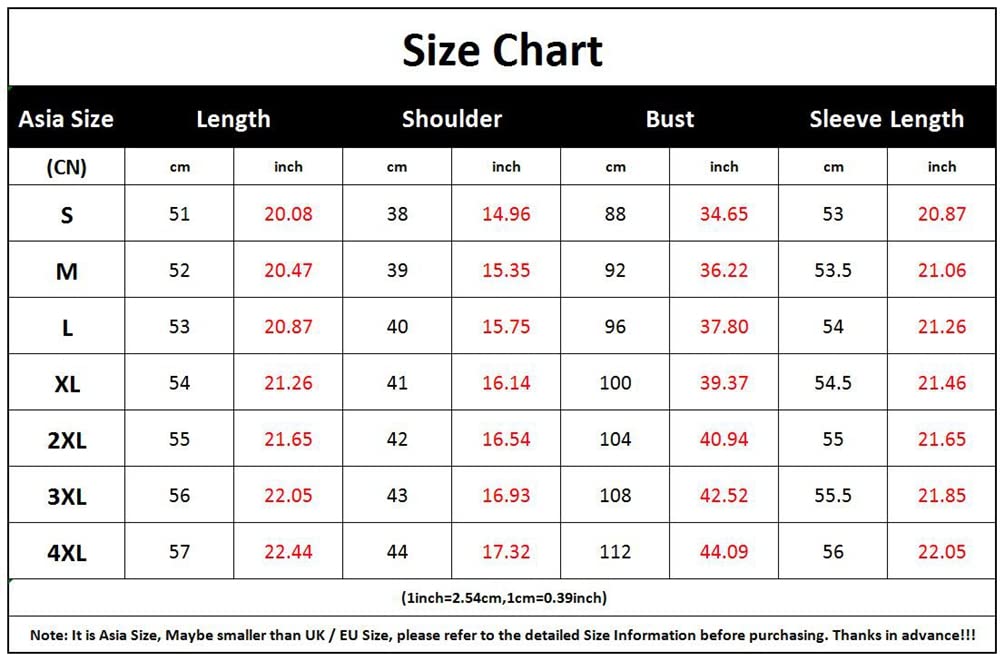 Size Chart
Asia Size Length Shoulder Bust Sleeve Length
(CN) cm inch cm inch cm inch cm inch
S 51 20.08 38 14.96 88 34.65 53 20.87
M 52 20.47 39 15.35 92 36.22 53.5 21.06
L 53 20.87 40 15.75 96 37.80 54 21.26
XL 54 21.26 41 16.14 100 39.37 54.5 21.46
2XL 55 21.65 42 16.54 104 40.94 55 21.65
3XL 56 22.05 43 16.93 108 42.52 55.5 21.85
4XL 57 22.44 44 17.32 112 44.09 56 22.05
(1inch=2.54cm,1cm=0.39inch)
Note: It is Asia Size, Maybe smaller than UK / EU Size, please refer to the detailed Size Information before purchasing. Thanks in advance!!!